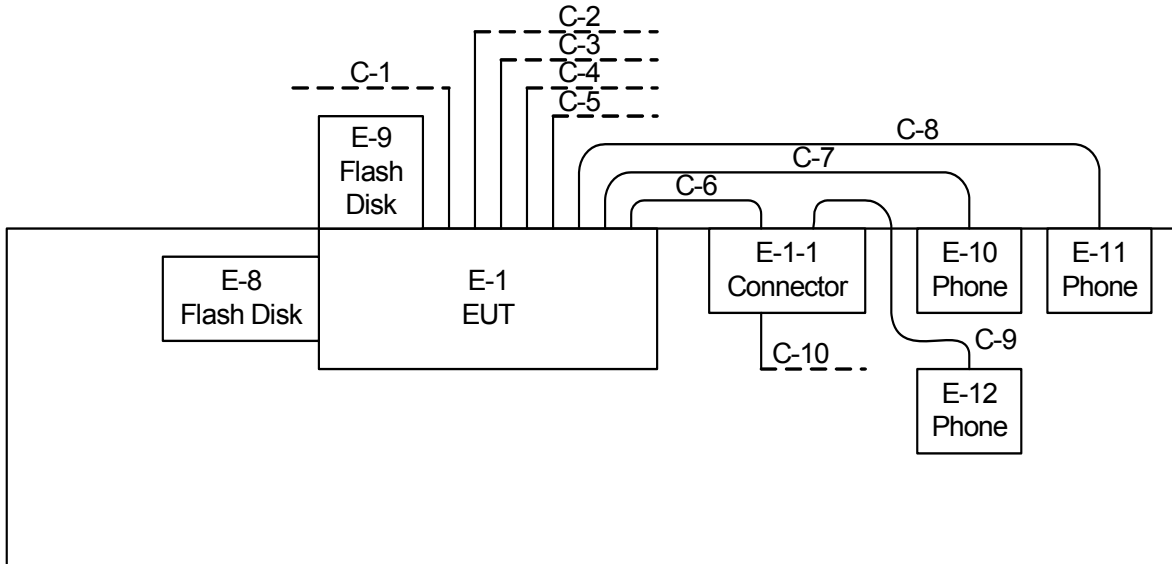 C-2
C-3
C-1
C-4
C-5
E-9
Flash
Disk
C-8
C-7
C-6
E-8
Flash Disk
E-1
EUT
E-1-1
Connector
E-10
Phone
E-11
Phone
C-9
C-10
E-12
Phone